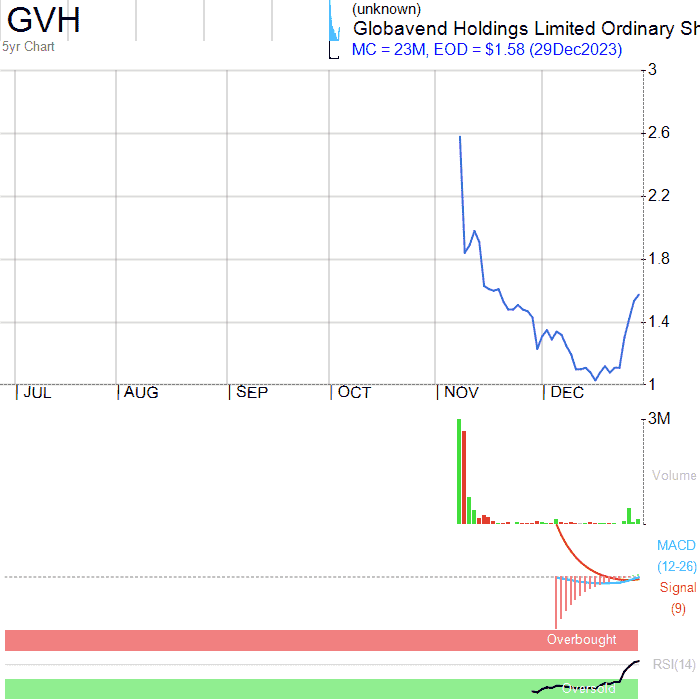 GVH
5yr Chart
(unknown)
Globavend Holdings Limited Ordinary Sh
MC = 23M, EOD = $1.58 (29Dec2023)
3
2.6
2.2
1.8
1.4
1
JUL AUG SEP OCT NOV DEC
3M
Volume
MACD
(12-26)
Signal
(9)
Overbought
RSI(14)
Oversold